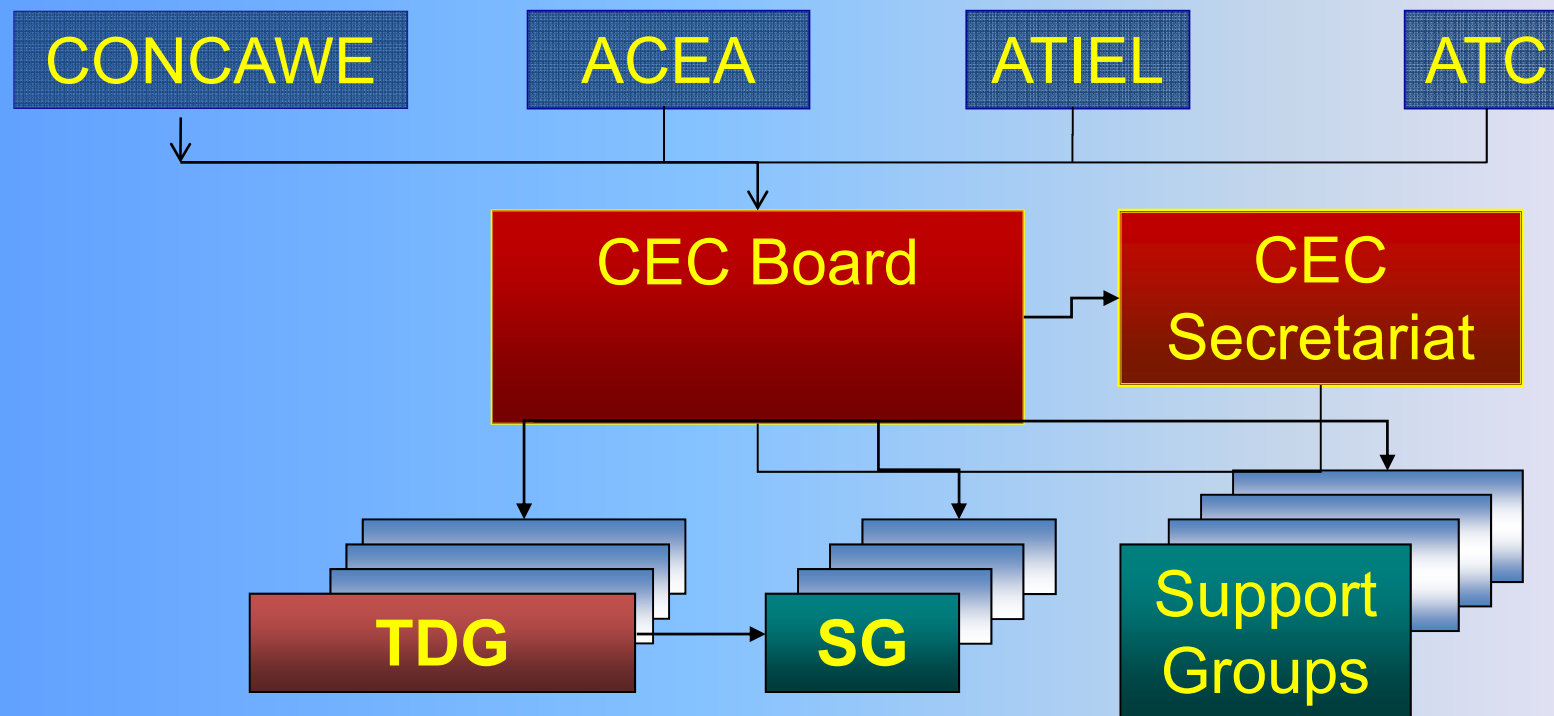 CONCAWE
ACEA
ATIEL
ATC
CEC Board
CEC
Secretariat
TDG
SG
Support
Groups